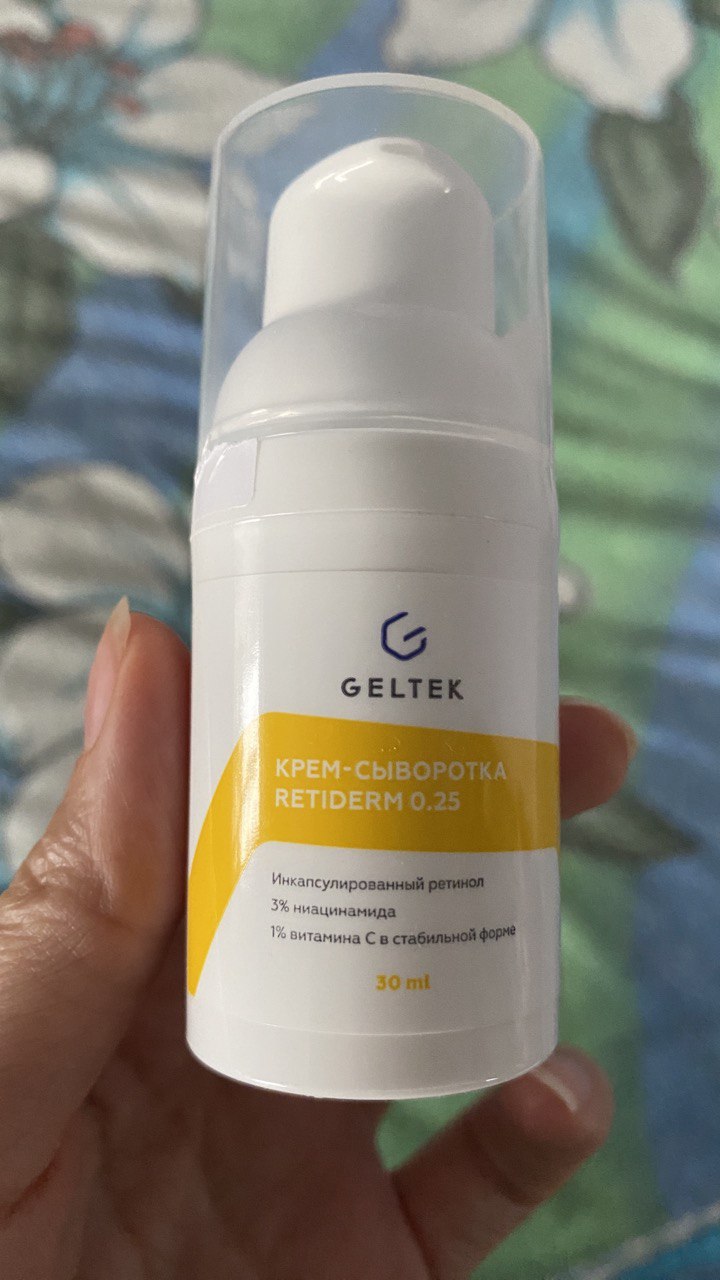 GELTEK
КРЕМ-СЫВОРОТКА
RETIDERM 0.25
Инкапсулированный ретинол
3% ниацинамида
1% витамина С в стабильной форме
30 ml